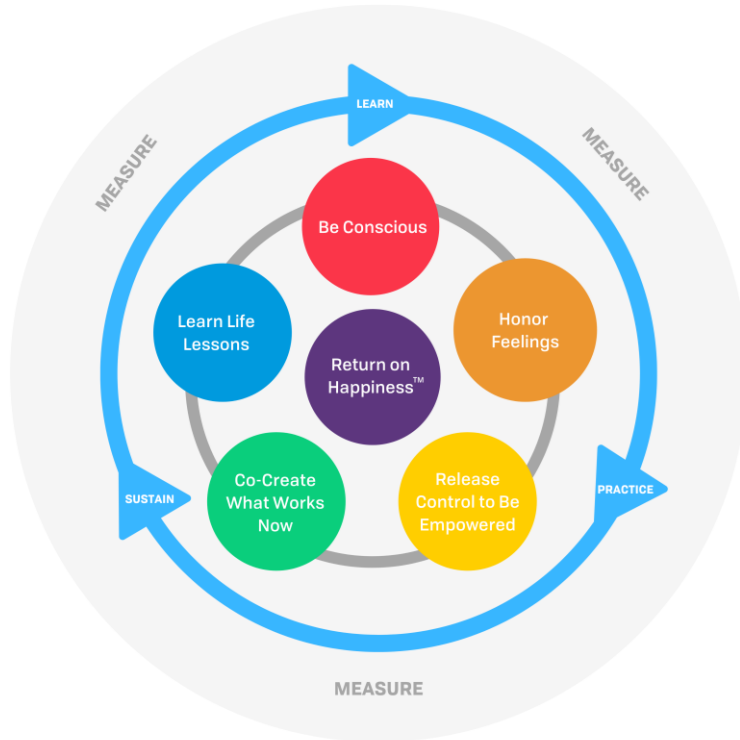 LEARN
MEASURE
MEASURE
Be Conscious
Learn Life
Lessons
Honor
Feelings
Return on
Happiness™
Co-Create
What Works
Now
Release
Control to Be
Empowered
SUSTAIN
PRACTICE
MEASURE